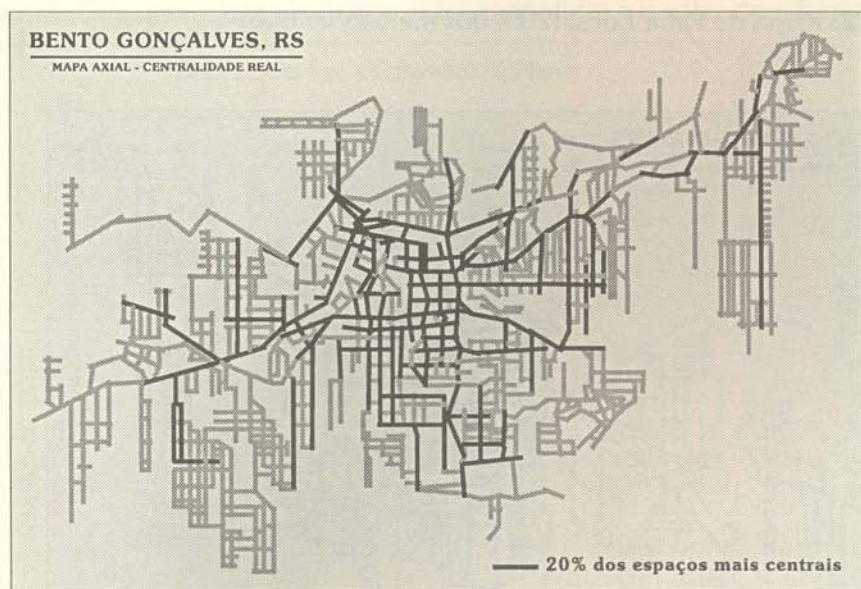 BENTO GONÇALVES, RS
MAPA AXIAL - CENTRALIDADE REAL
20% dos espaços mais centrais